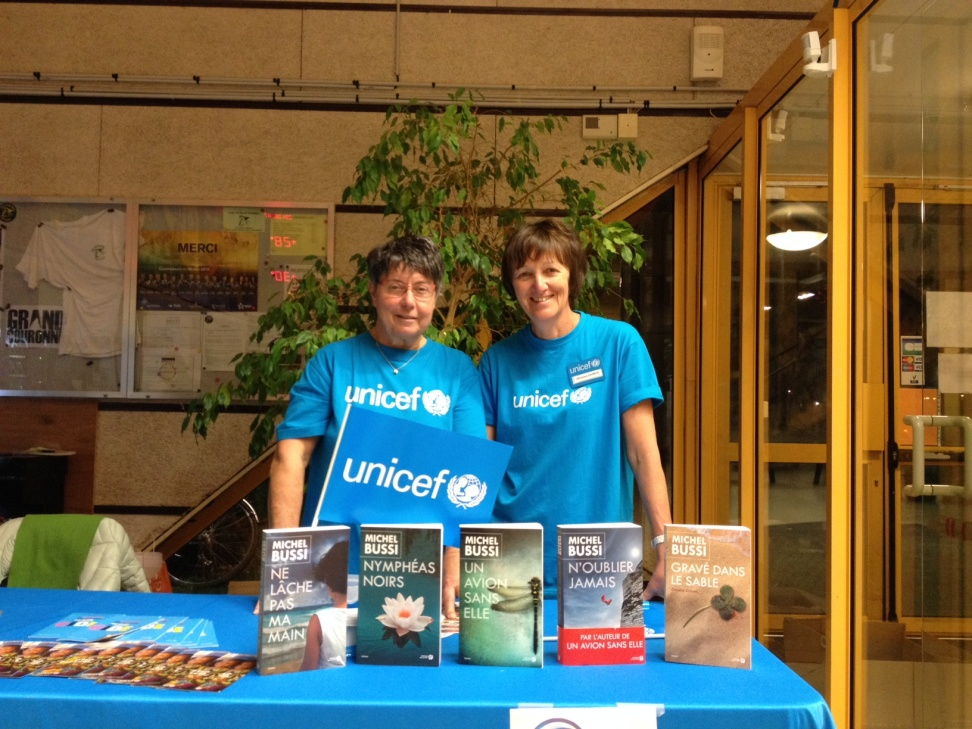 MERCI
GRAND
unicef
unicef
unicef
unicef
MICHEL
BUSSI
NE
LÂCHE
PAS
MA
MAIN
MICHEL
BUSSI
NYMPHÉAS
NOIRS
MICHEL
BUSSI
UN
AVION
SANS
ELLE
MICHEL
BUSSI
N'OUBLIER
JAMAIS
PAR L'AUTEUR DE
UN AVION SANS ELLE
MICHEL
BUSSI
GRAVÉ DANS
LE SABLE